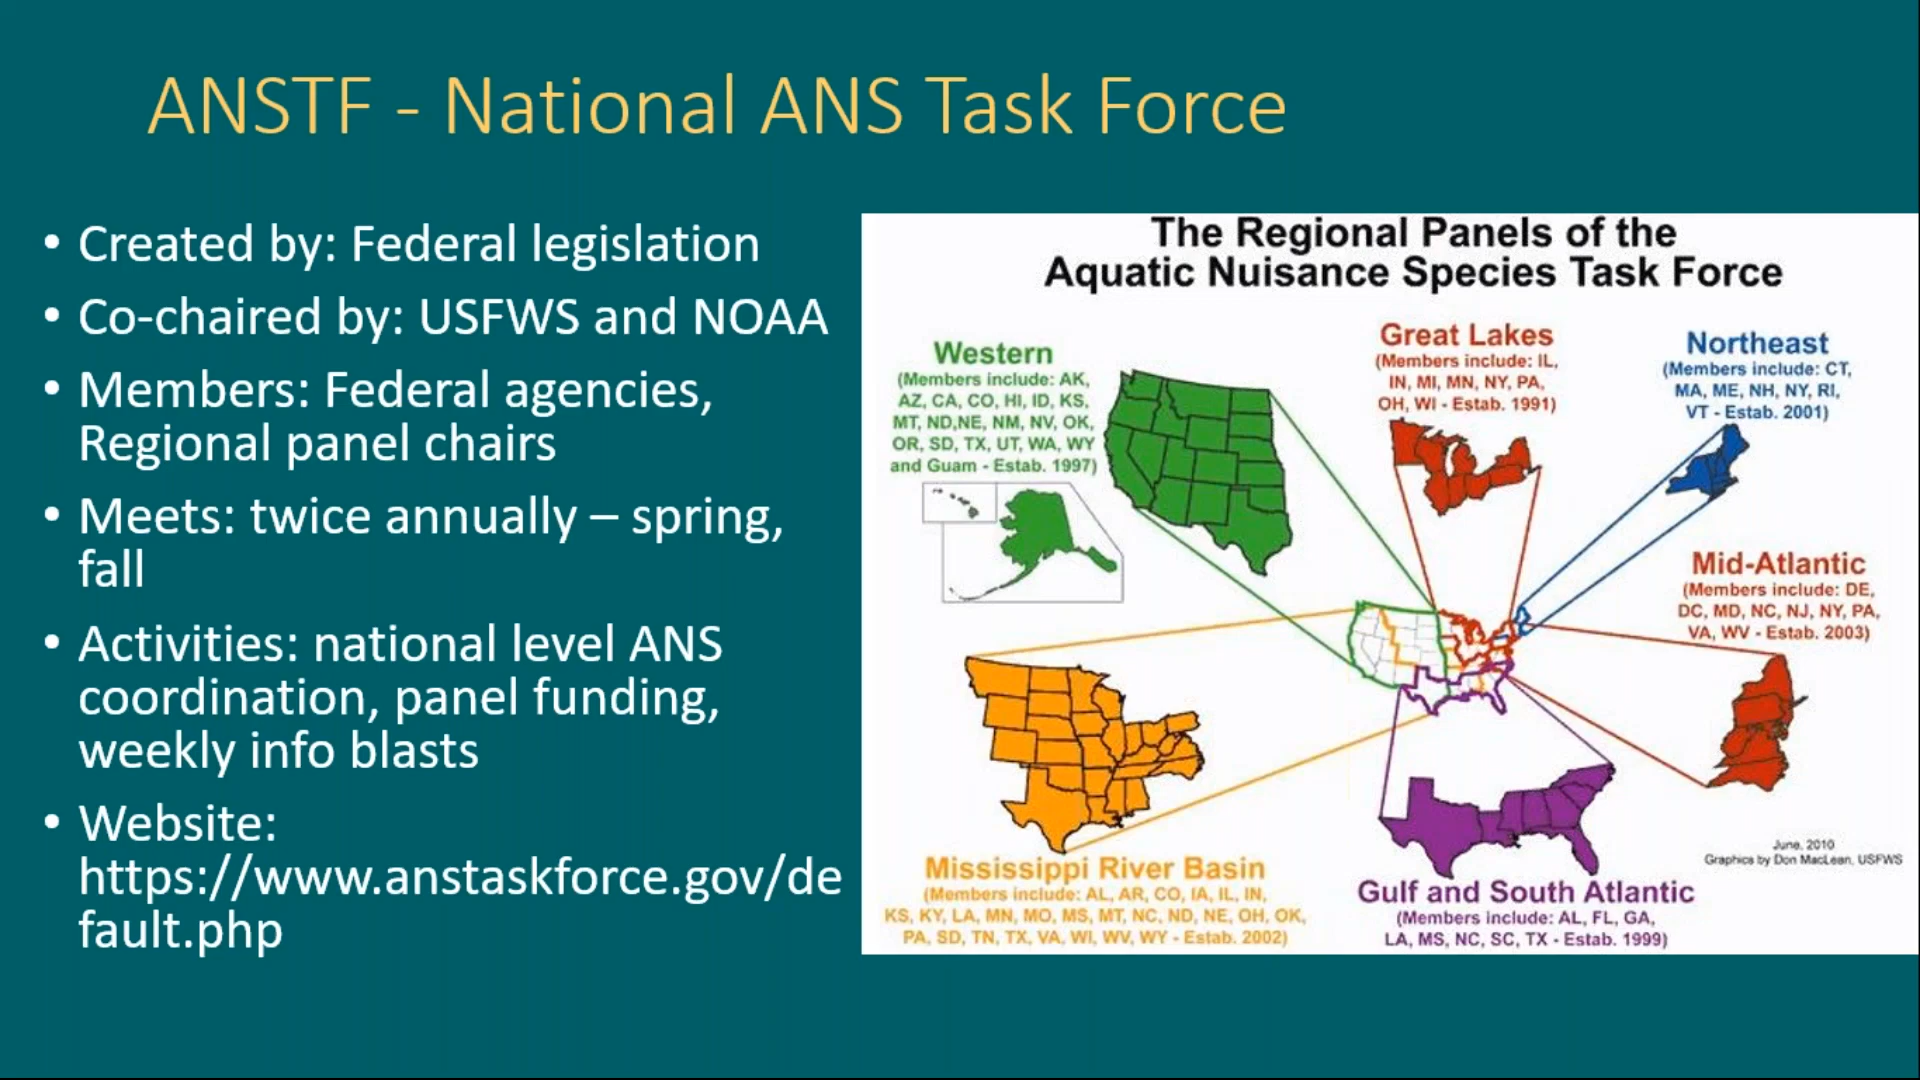 ANSTF - National ANS Task Force
• Created by: Federal legislation
• Co-chaired by: USFWS and NOAA
• Members: Federal agencies,
Regional panel chairs
• Meets: twice annually – spring,
fall
• Activities: national level ANS
coordination, panel funding,
weekly info blasts
• Website:
https://www.anstaskforce.gov/de
fault.php
The Regional Panels of the
Aquatic Nuisance Species Task Force
Western
(Members include: AK,
AZ, CA, CO, HI, ID, KS,
MT, ND,NE, NM, NV, OK,
OR, SD, TX, UT, WA, WY
and Guam - Estab. 1997)
Great Lakes
(Members include: IL,
IN, MI, MN, NY, PA,
OH, WI - Estab. 1991)
Northeast
(Members include: CT,
MA, ME, NH, NY, RI,
VT - Estab. 2001)
Mid-Atlantic
(Members include: DE,
DC, MD, NC, NJ, NY, PA,
VA, WV - Estab. 2003)
Mississippi River Basin
(Members include: AL, AR, CO, IA, IL, IN,
KS, KY, LA, MN, MO, MS, MT, NC, ND, NE, OH, OK,
PA, SD, TN, TX, VA, WI, WV, WY - Estab. 2002)
Gulf and South Atlantic
(Members include: AL, FL, GA,
LA, MS, NC, SC, TX - Estab. 1999)
June, 2010
Graphics by Don MacLean, USFWS